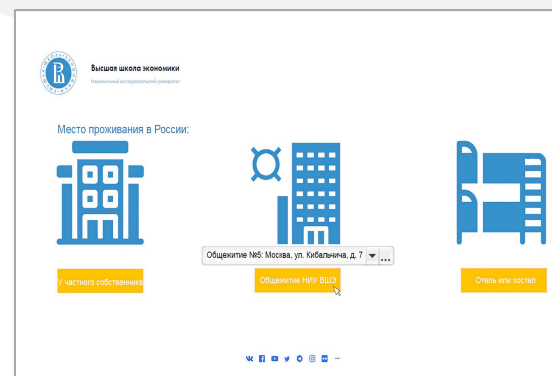 Высшая школа экономики
Национальный исследовательский университет
Место проживания в России:
Общежитие №5: Москва, ул. Кибальчича, д. 7
У частного собственника
Общежитие НИУ ВШЭ
Отель или хостел